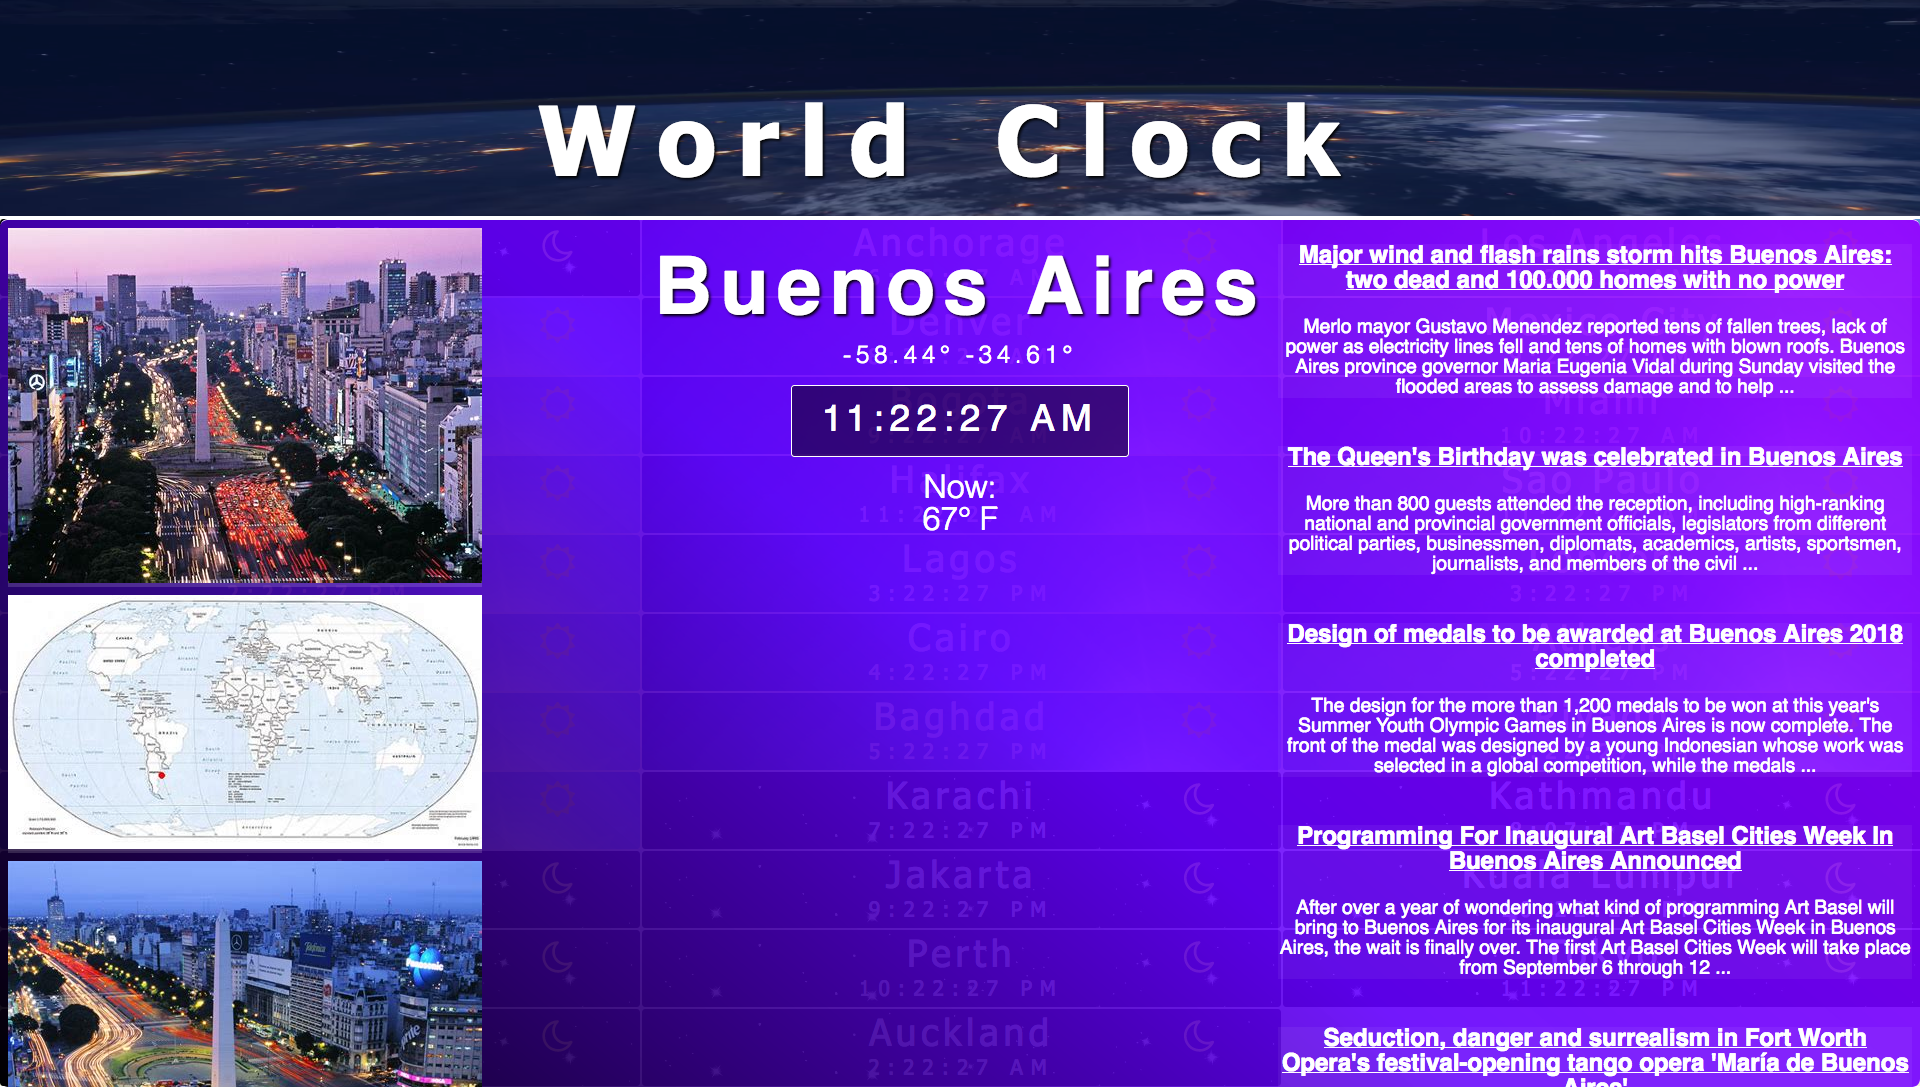 World Clock
Buenos Aires
-58.44° -34.61°
11:22:27 AM
Now:
67° F
Anchorage
Denver
Bogota
Halifax
Lagos
3:22:27 PM
Cairo
4:22:27 PM
Baghdad
5:22:27 PM
Karachi
7:22:27 PM
Jakarta
9:22:27 PM
Perth
10:22:27 PM
Auckland
2:22:27 AM
Major wind and flash rains storm hits Buenos Aires:
two dead and 100.000 homes with no power
Merlo mayor Gustavo Menendez reported tens of fallen trees, lack of
power as electricity lines fell and tens of homes with blown roofs. Buenos
Aires province governor Maria Eugenia Vidal during Sunday visited the
flooded areas to assess damage and to help ...
Miami
10:22:27 AM
The Queen's Birthday was celebrated in Buenos Aires
Sao Paulo
More than 800 guests attended the reception, including high-ranking
national and provincial government officials, legislators from different
political parties, businessmen, diplomats, academics, artists, sportsmen,
journalists, and members of the civil ...
3:22:27 PM
Design of medals to be awarded at Buenos Aires 2018
completed
The design for the more than 1,200 medals to be won at this year's
Summer Youth Olympic Games in Buenos Aires is now complete. The
front of the medal was designed by a young Indonesian whose work was
selected in a global competition, while the medals ...
Kathmandu
Programming For Inaugural Art Basel Cities Week In
Buenos Aires Announced
Kuala Lumpur
After over a year of wondering what kind of programming Art Basel will
bring to Buenos Aires for its inaugural Art Basel Cities Week in Buenos
Aires, the wait is finally over. The first Art Basel Cities Week will take place
from September 6 through 12 ...
11:22:27 PM
Seduction, danger and surrealism in Fort Worth
Opera's festival-opening tango opera 'María de Buenos
Aires'
Panasonic